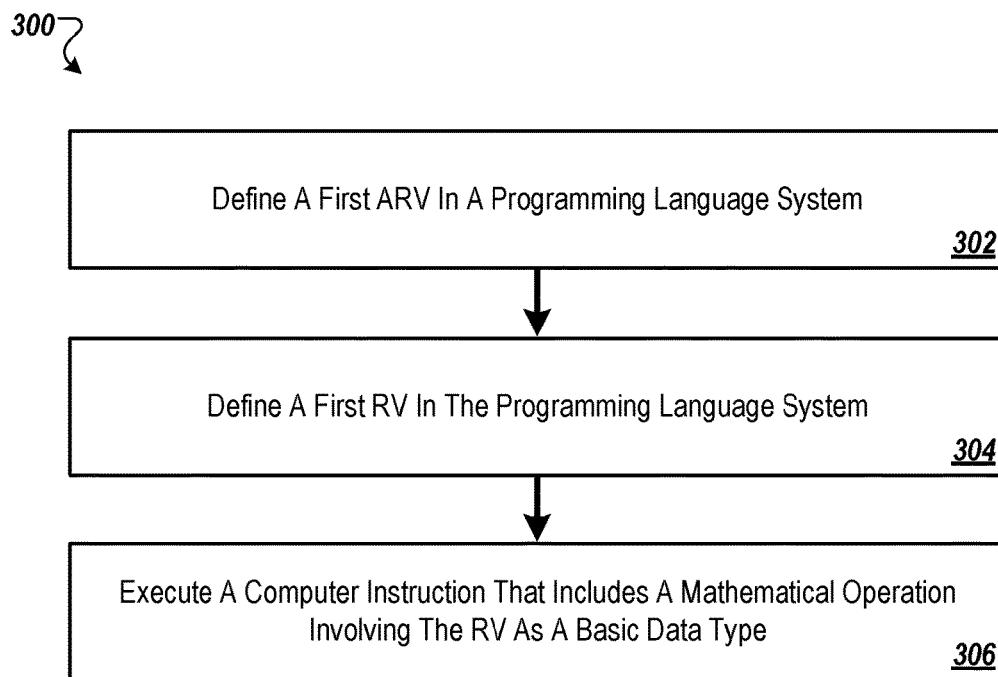 300
Define A First ARV In A Programming Language System
302
Define A First RV In The Programming Language System
304
Execute A Computer Instruction That Includes A Mathematical Operation
Involving The RV As A Basic Data Type
306